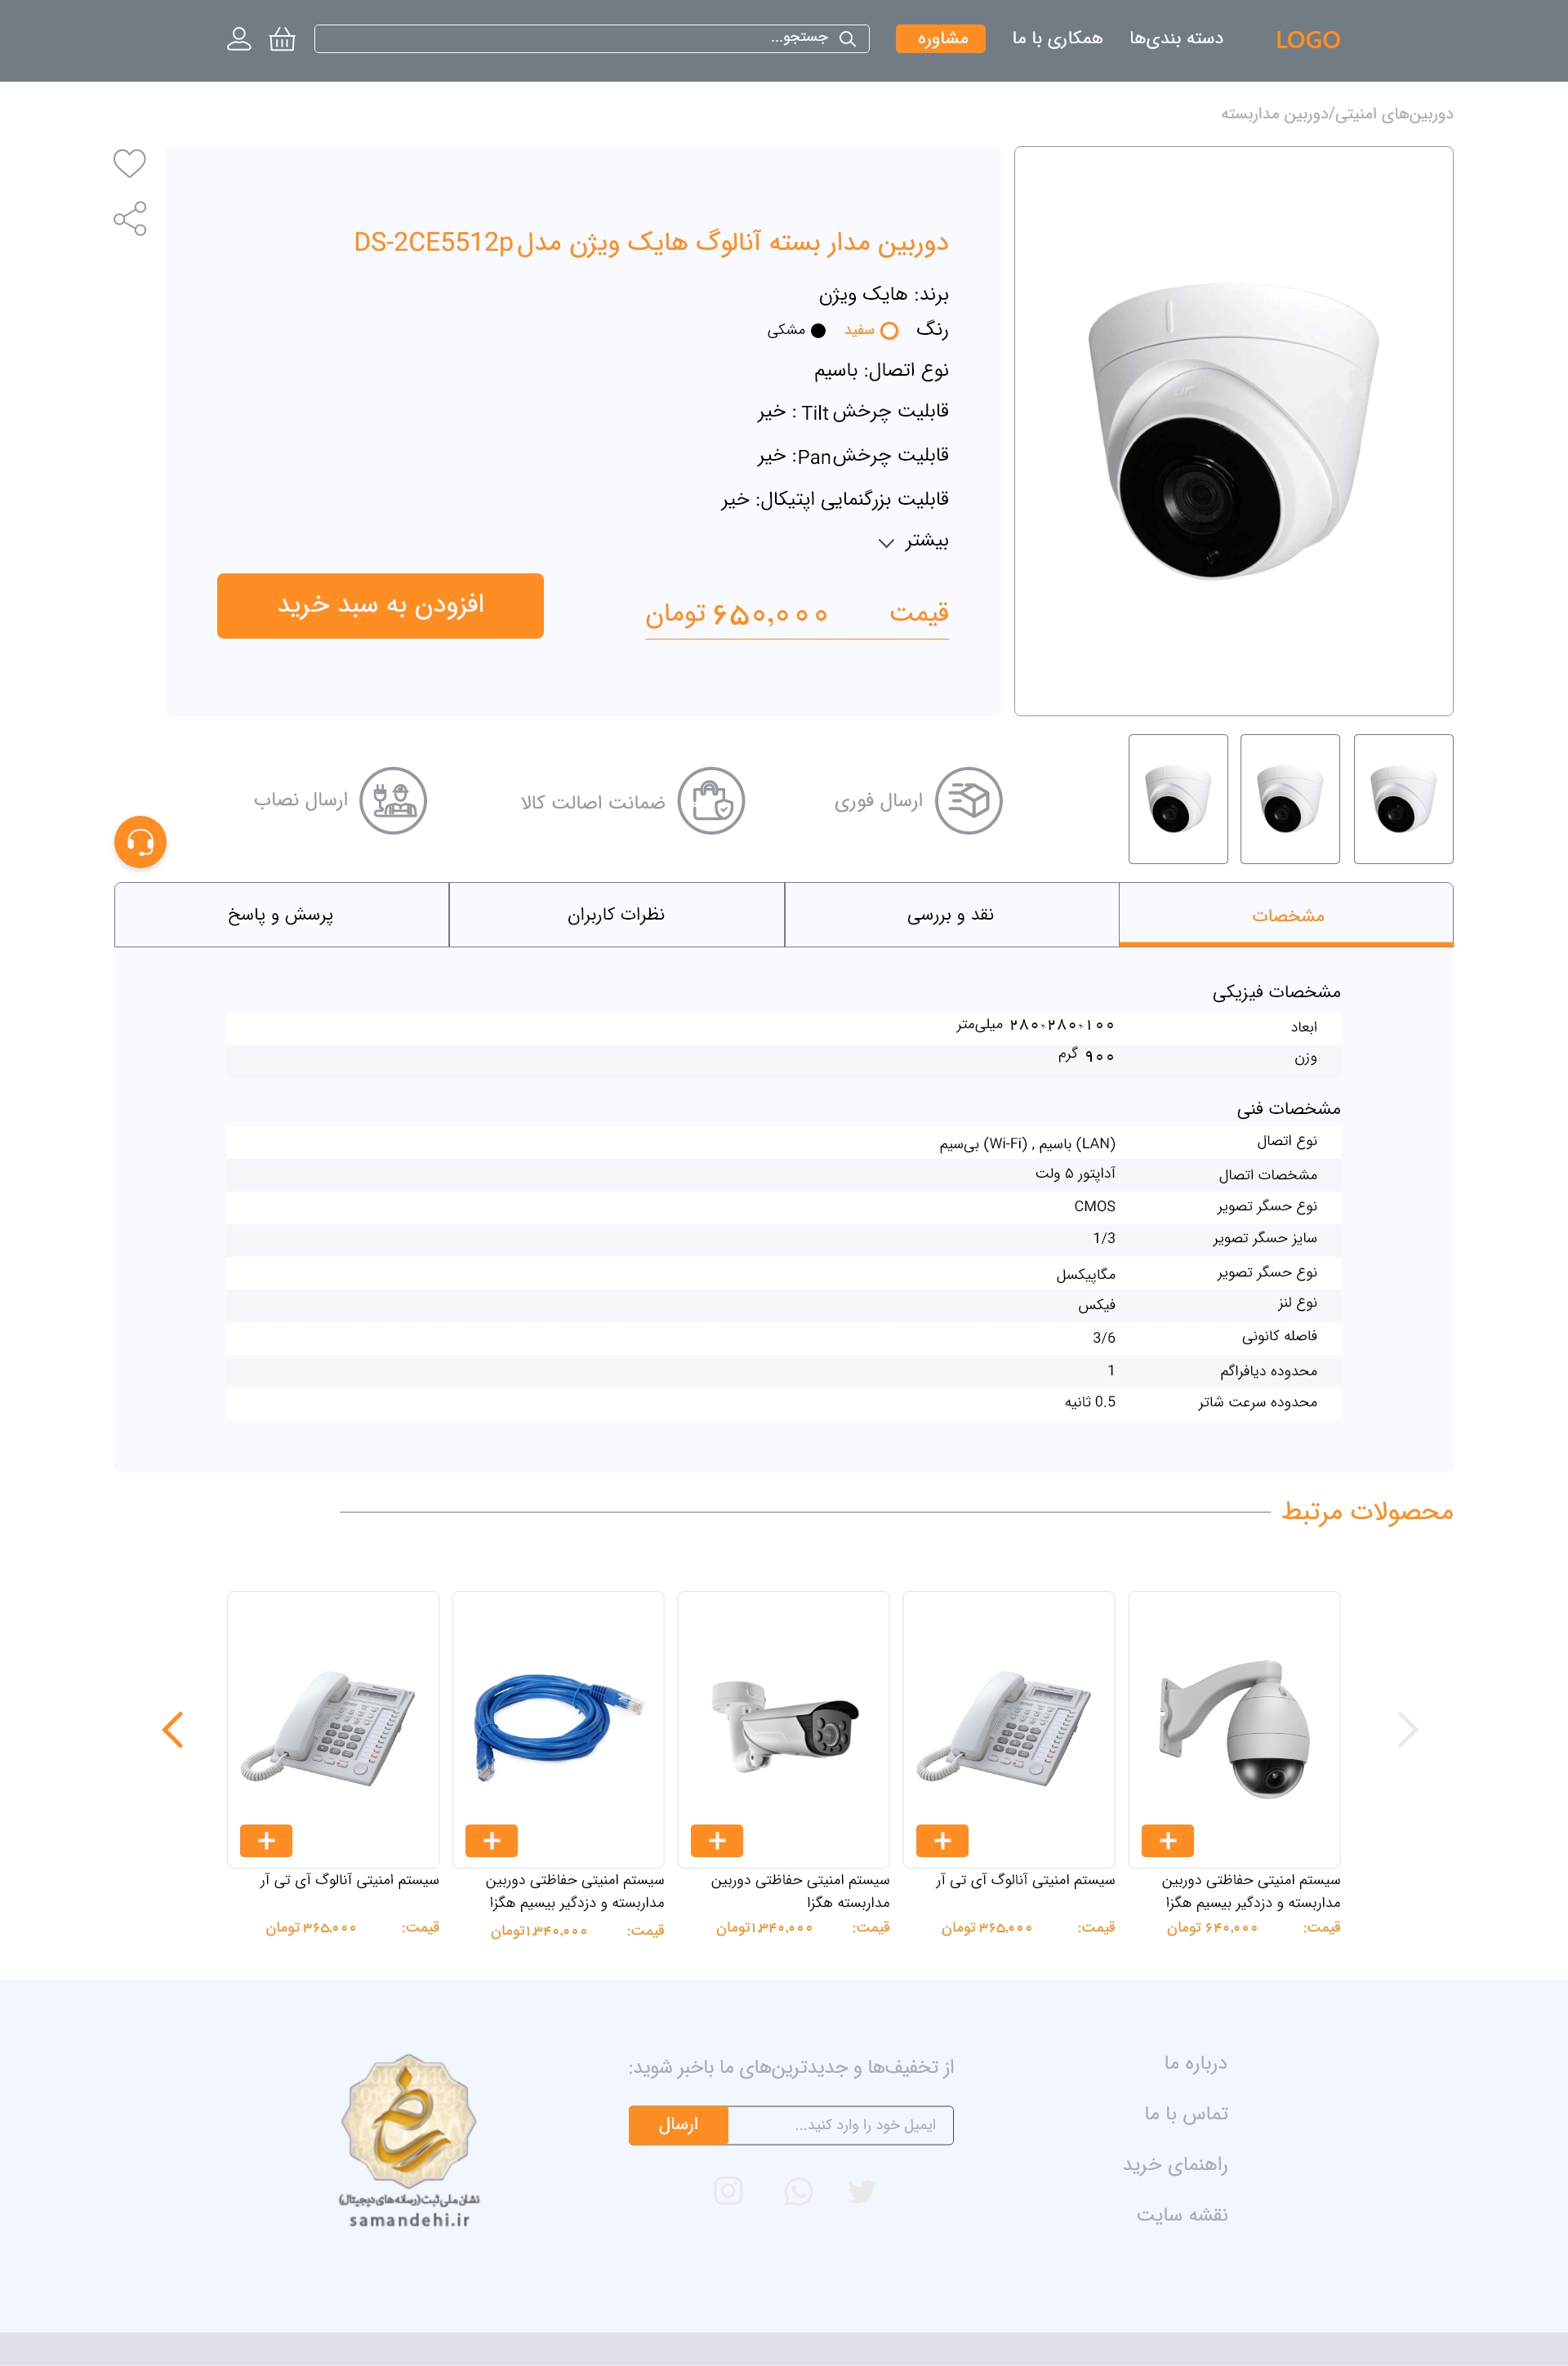 LOGO
دسته بندی‌ها
همکاری با ما
مشاوره
جستجو...
دوربین‌های امنیتی/دوربین مداربسته
دوربین مدار بسته آنالوگ هایک ویژن مدل DS-2CE5512p
برند: هایک ویژن
رنگ سفید مشکی
نوع اتصال: باسیم
قابلیت چرخش Tilt : خیر
قابلیت چرخش Pan: خیر
قابلیت بزرگنمایی اپتیکال: خیر
بیشتر
قیمت ۶۵۰,۰۰۰ تومان
افزودن به سبد خرید
ارسال فوری
ضمانت اصالت کالا
ارسال نصاب
مشخصات
نقد و بررسی
نظرات کاربران
پرسش و پاسخ
مشخصات فیزیکی
ابعاد ۱۰۰*۲۸۰*۲۸۰ میلی‌متر
وزن ۹۰۰ گرم
مشخصات فنی
نوع اتصال (LAN) باسیم , (Wi-Fi) بی‌سیم
مشخصات اتصال آداپتور ۵ ولت
نوع حسگر تصویر CMOS
سایز حسگر تصویر 1/3
نوع حسگر تصویر مگاپیکسل
نوع لنز فیکس
فاصله کانونی 3/6
محدوده دیافراگم 1
محدوده سرعت شاتر 0.5 ثانیه
محصولات مرتبط
سیستم امنیتی حفاظتی دوربین
مداربسته و دزدگیر بیسیم هگزا
قیمت: ۶۴۰,۰۰۰ تومان
سیستم امنیتی آنالوگ آی تی آر
قیمت: ۳۶۵,۰۰۰ تومان
سیستم امنیتی حفاظتی دوربین
مداربسته هگزا
قیمت: ۱,۳۴۰,۰۰۰تومان
سیستم امنیتی حفاظتی دوربین
مداربسته و دزدگیر بیسیم هگزا
قیمت: ۱,۳۴۰,۰۰۰تومان
سیستم امنیتی آنالوگ آی تی آر
قیمت: ۳۶۵,۰۰۰ تومان
درباره ما
تماس با ما
راهنمای خرید
نقشه سایت
از تخفیف‌ها و جدیدترین‌های ما باخبر شوید:
ایمیل خود را وارد کنید...
ارسال
نشان ملی ثبت(رسانه‌های دیجیتال)
samandehi.ir